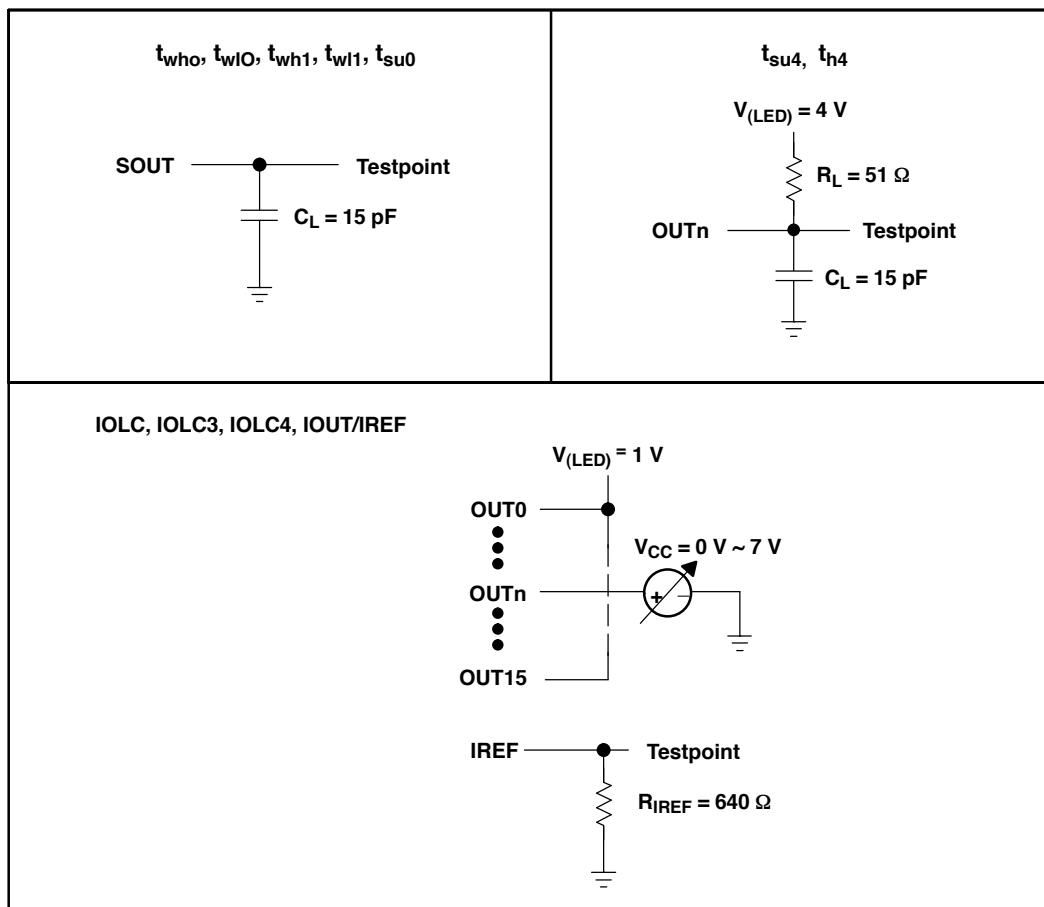 twho, twlO, twh1, twl1, tsu0
SOUT
Testpoint
CL = 15 pF
tsu4, th4
V(LED) = 4 V
RL = 51 Ω
OUTn
Testpoint
CL = 15 pF
IOLC, IOLC3, IOLC4, IOUT/IREF
V(LED) = 1 V
OUT0
VCC = 0 V ~ 7 V
OUTn
+ –
OUT15
IREF
Testpoint
RIREF = 640 Ω